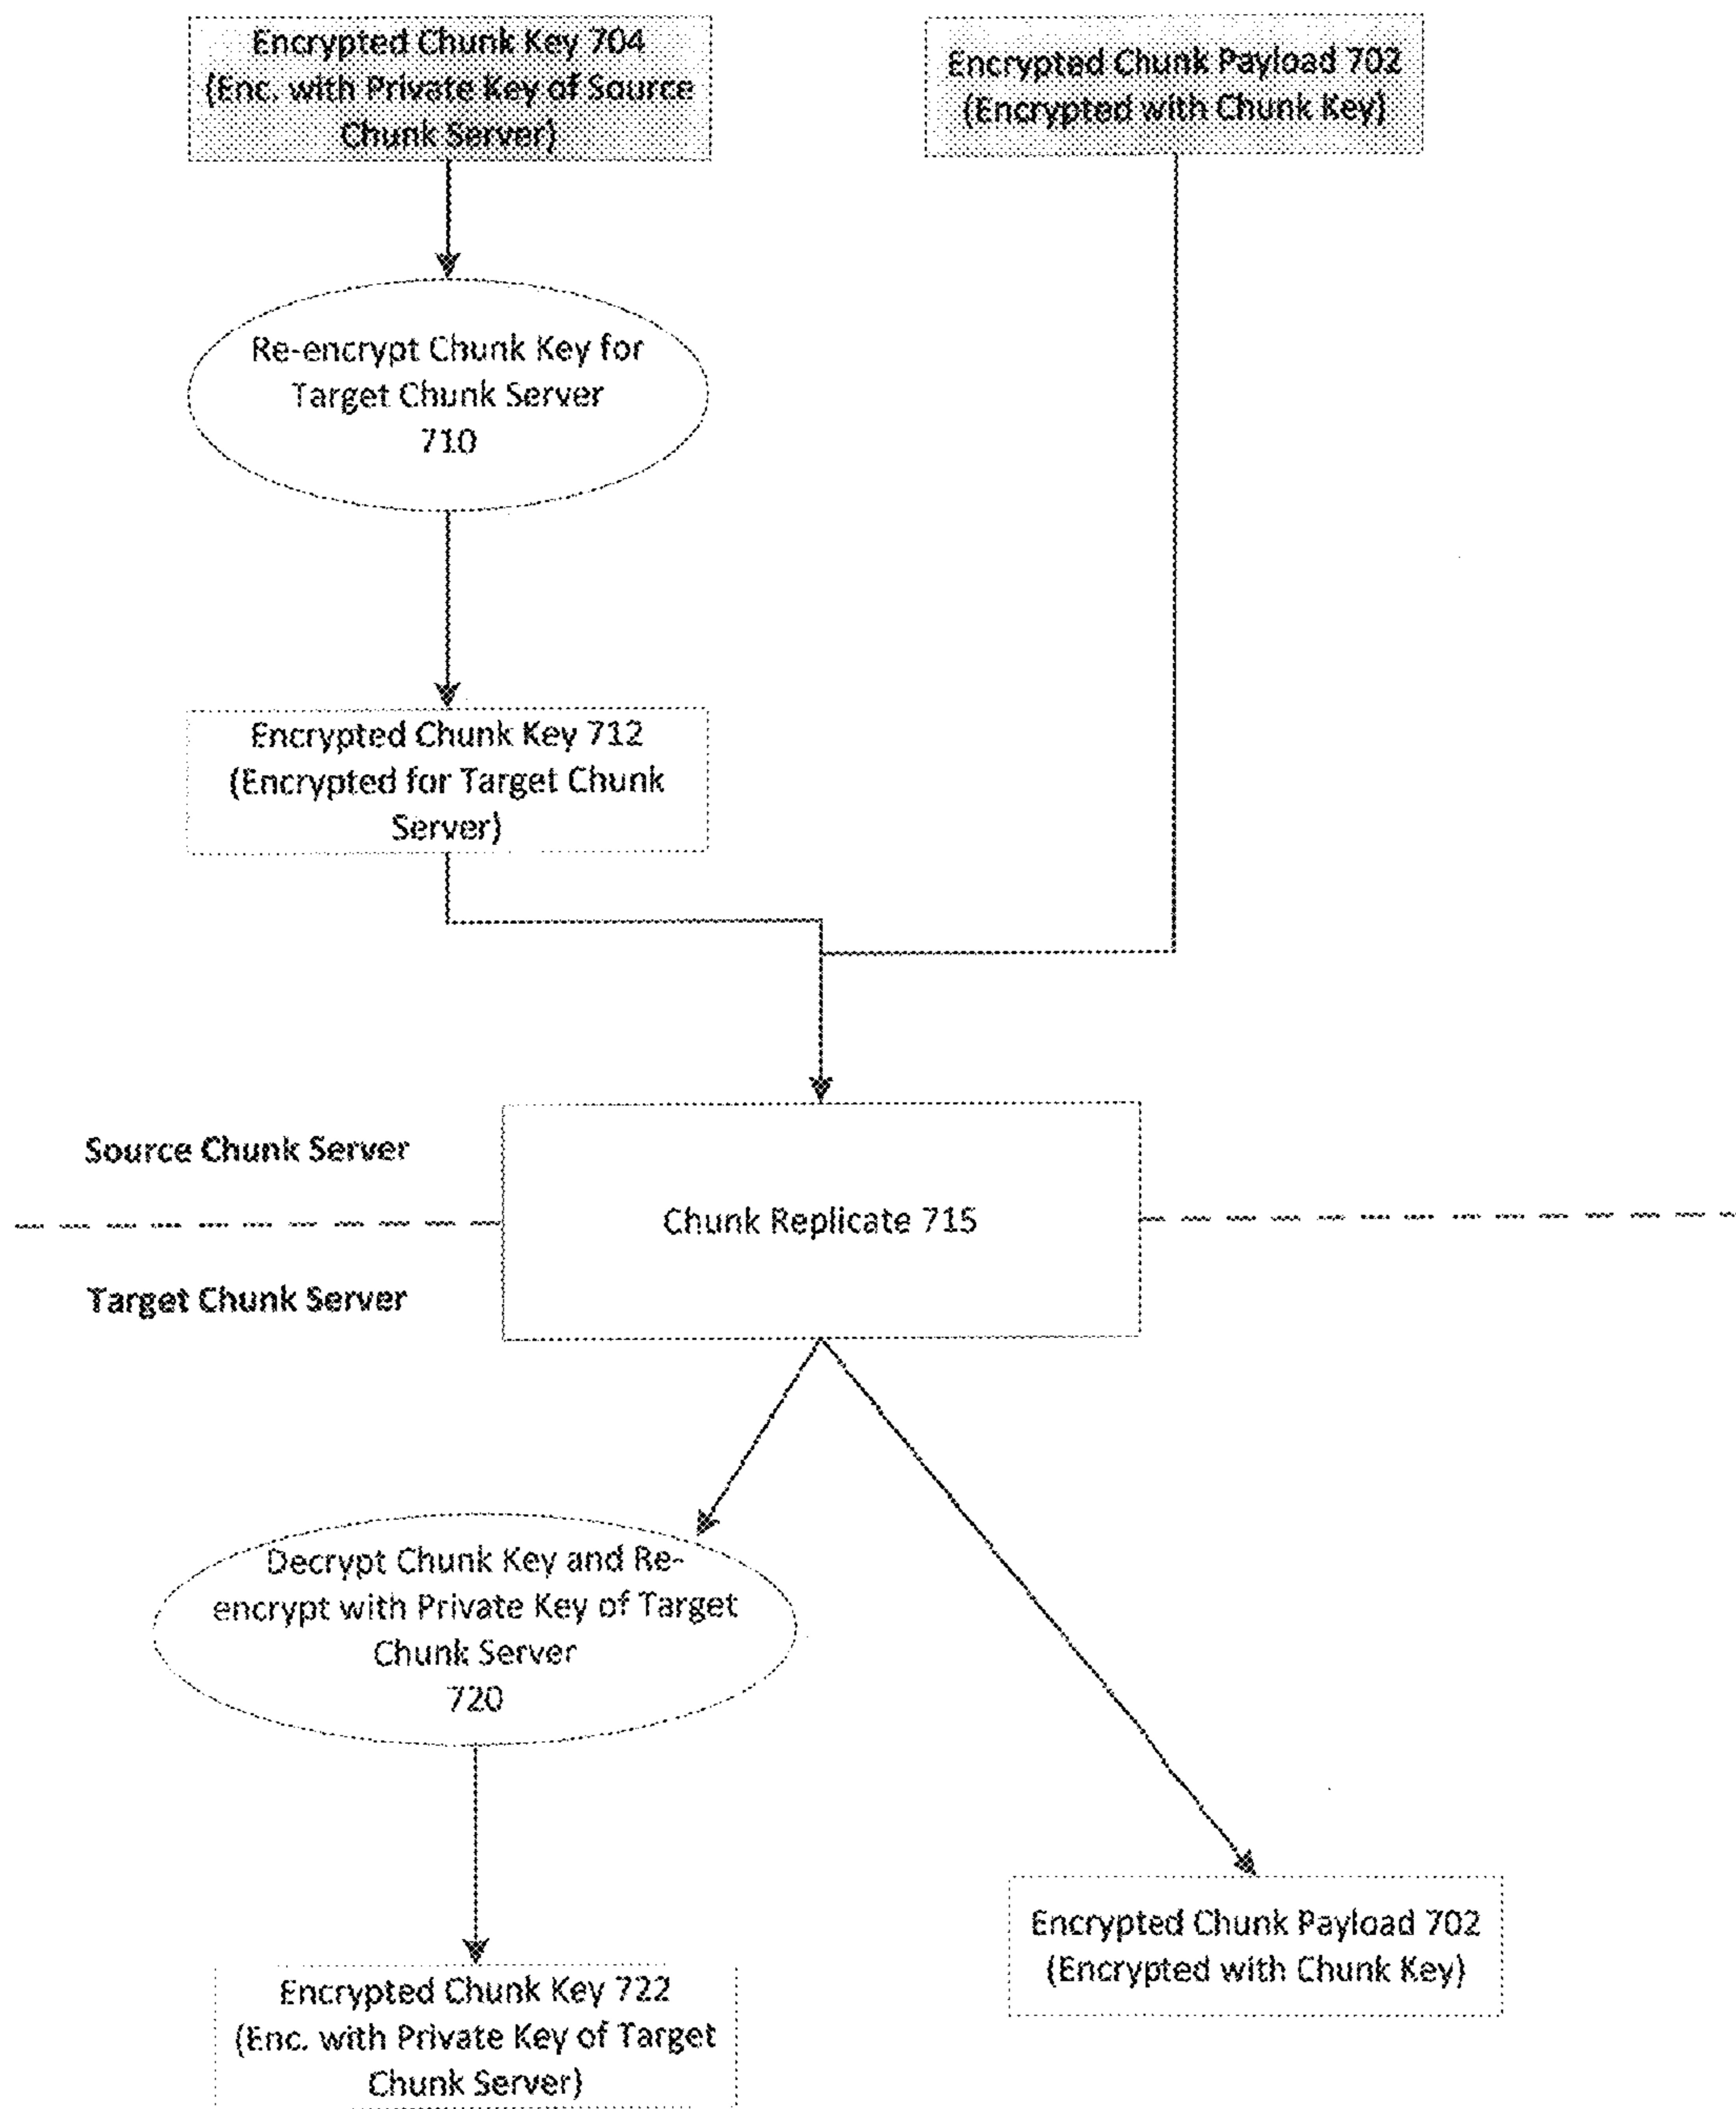 Encrypted Chunk Key 704
(Enc. with Private Key of Source
Chunk Server)
Encrypted Chunk Payload 702
(Encrypted with Chunk Key)
Re-encrypt Chunk Key for
Target Chunk Server
710
Encrypted Chunk Key 712
(Encrypted for Target Chunk
Server)
Source Chunk Server
Chunk Replicate 715
Target Chunk Server
Decrypt Chunk Key and Re-
encrypt with Private Key of Target
Chunk Server
720
Encrypted Chunk Payload 702
(Encrypted with Chunk Key)
Encrypted Chunk Key 722
(Enc. with Private Key of Target
Chunk Server)